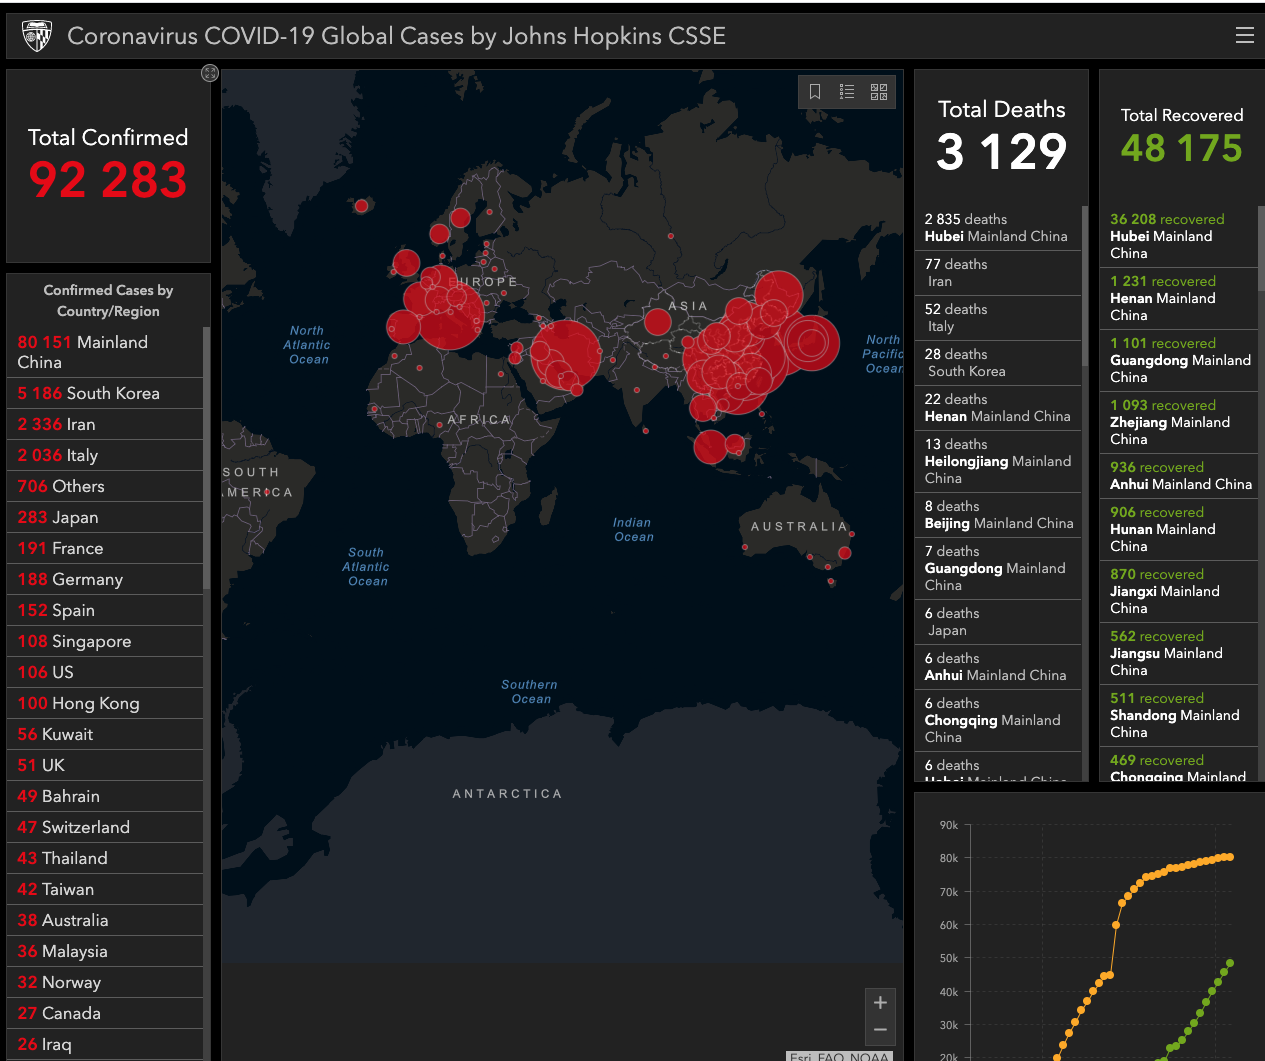 Coronavirus COVID-19 Global Cases by Johns Hopkins CSSE
Total Confirmed
92 283
Confirmed Cases by
Country/Region
80 151 Mainland
China
5 186 South Korea
2 336 Iran
2 036 Italy
706 Others
283 Japan
191 France
188 Germany
152 Spain
108 Singapore
106 US
100 Hong Kong
56 Kuwait
51 UK
49 Bahrain
47 Switzerland
43 Thailand
42 Taiwan
38 Australia
36 Malaysia
32 Norway
27 Canada
26 Iraq
EUROPE
ASIA
North
Atlantic
Ocean
North
Pacific
Ocean
AFRICA
SOUTH
AMERICA
Indian
Ocean
AUSTRALIA
South
Atlantic
Ocean
Southern
Ocean
ANTARCTICA
+
−
Esri, FAO, NOAA
Total Deaths
3 129
2 835 deaths
Hubei Mainland China
77 deaths
Iran
52 deaths
Italy
28 deaths
South Korea
22 deaths
Henan Mainland China
13 deaths
Heilongjiang Mainland
China
8 deaths
Beijing Mainland China
7 deaths
Guangdong Mainland
China
6 deaths
Japan
6 deaths
Anhui Mainland China
6 deaths
Chongqing Mainland
China
6 deaths
Hebei Mainland China
Total Recovered
48 175
36 208 recovered
Hubei Mainland
China
1 231 recovered
Henan Mainland
China
1 101 recovered
Guangdong Mainland
China
1 093 recovered
Zhejiang Mainland
China
936 recovered
Anhui Mainland China
906 recovered
Hunan Mainland
China
870 recovered
Jiangxi Mainland
China
562 recovered
Jiangsu Mainland
China
511 recovered
Shandong Mainland
China
469 recovered
Chongqing Mainland
90k
80k
70k
60k
50k
40k
30k
20k